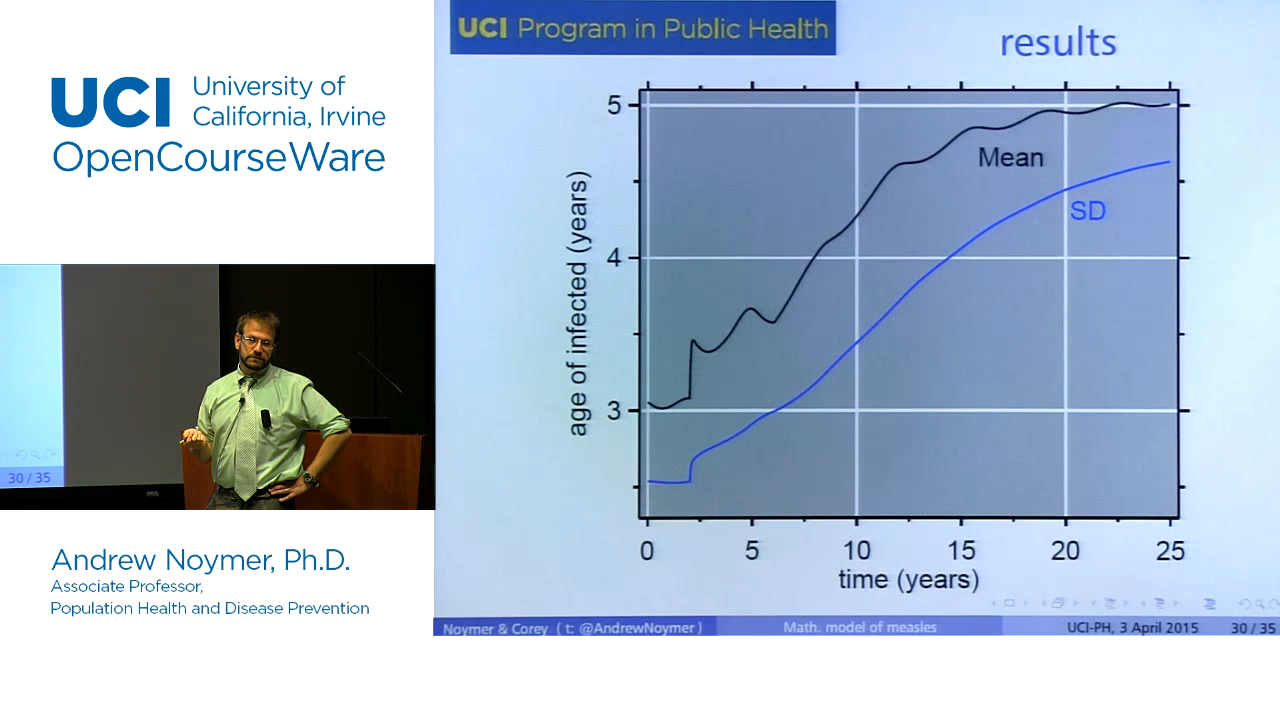 UCI University of
California, Irvine
OpenCourseWare
30 / 35
Andrew Noymer, Ph.D.
Associate Professor,
Population Health and Disease Prevention
UCI Program in Public Health
results
age of infected (years)
5
4
3
Mean
SD
0 5 10 15 20 25
time (years)
Noymer & Corey ( t: @AndrewNoymer )
Math. model of measles
UCI-PH, 3 April 2015
30 / 35